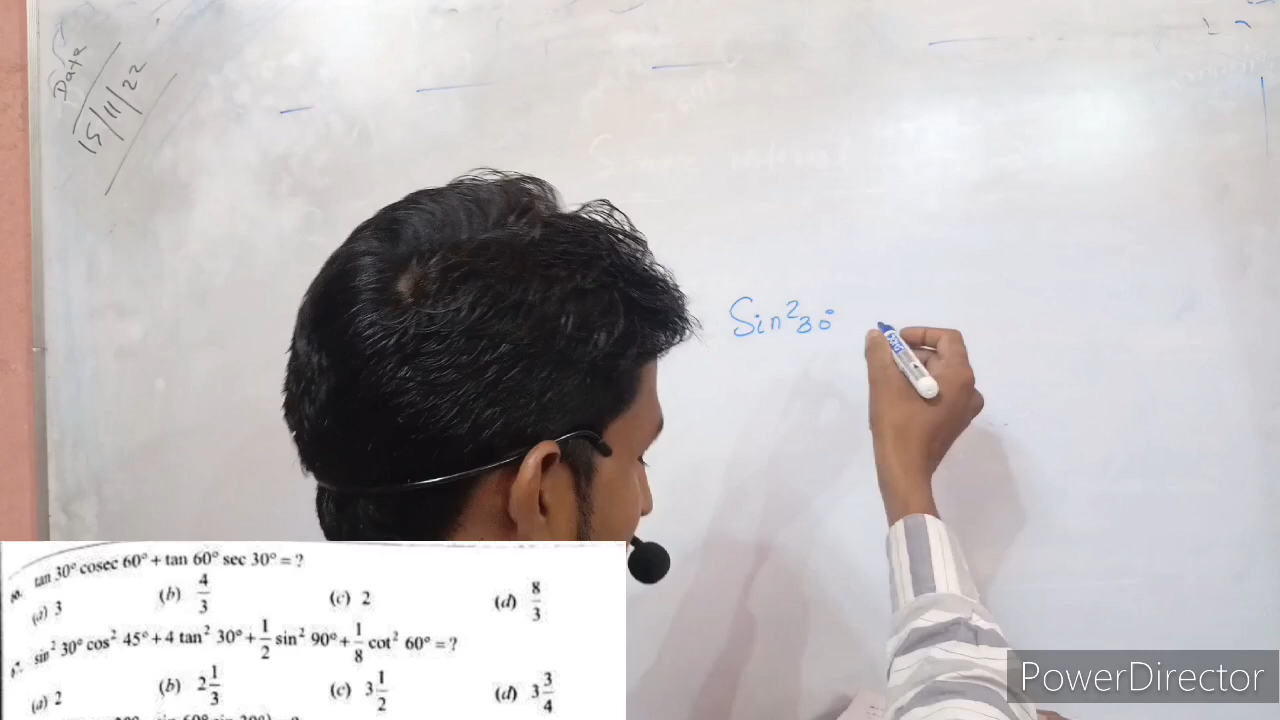 Date
15/11/22
Sin²30°
tan 30° cosec 60° + tan 60° sec 30° = ?
(a) 3 (b) 4/3 (c) 2 (d) 8/3
sin² 30° cos² 45° + 4 tan² 30° + 1/2 sin² 90° + 1/8 cot² 60° = ?
(a) 2 (b) 2 1/3 (c) 3 1/2 (d) 3 3/4
PowerDirector